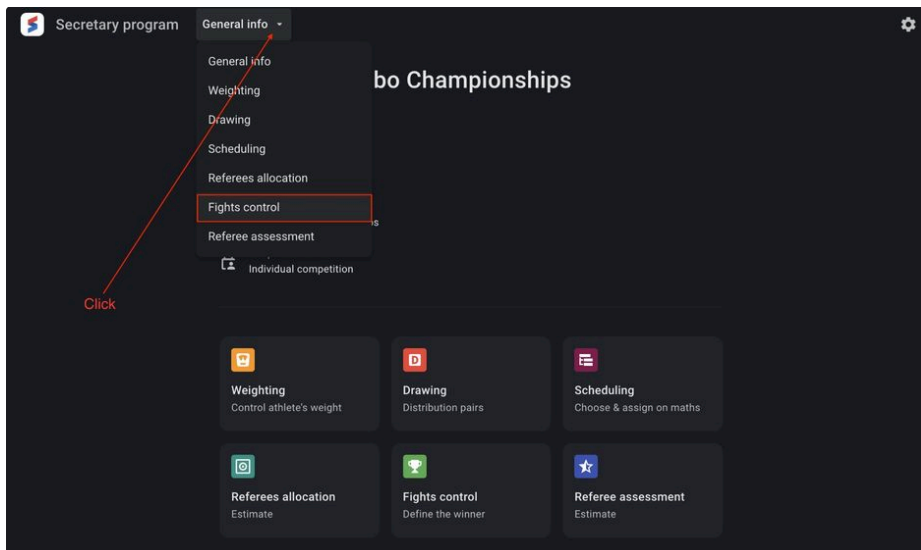 Secretary program
General info
General info
Weighting
bo Championships
Drawing
Scheduling
Referees allocation
Fights control
Referee assessment
Individual competition
Click
Weighting
Control athlete's weight
Drawing
Distribution pairs
Scheduling
Choose & assign on maths
Referees allocation
Estimate
Fights control
Define the winner
Referee assessment
Estimate